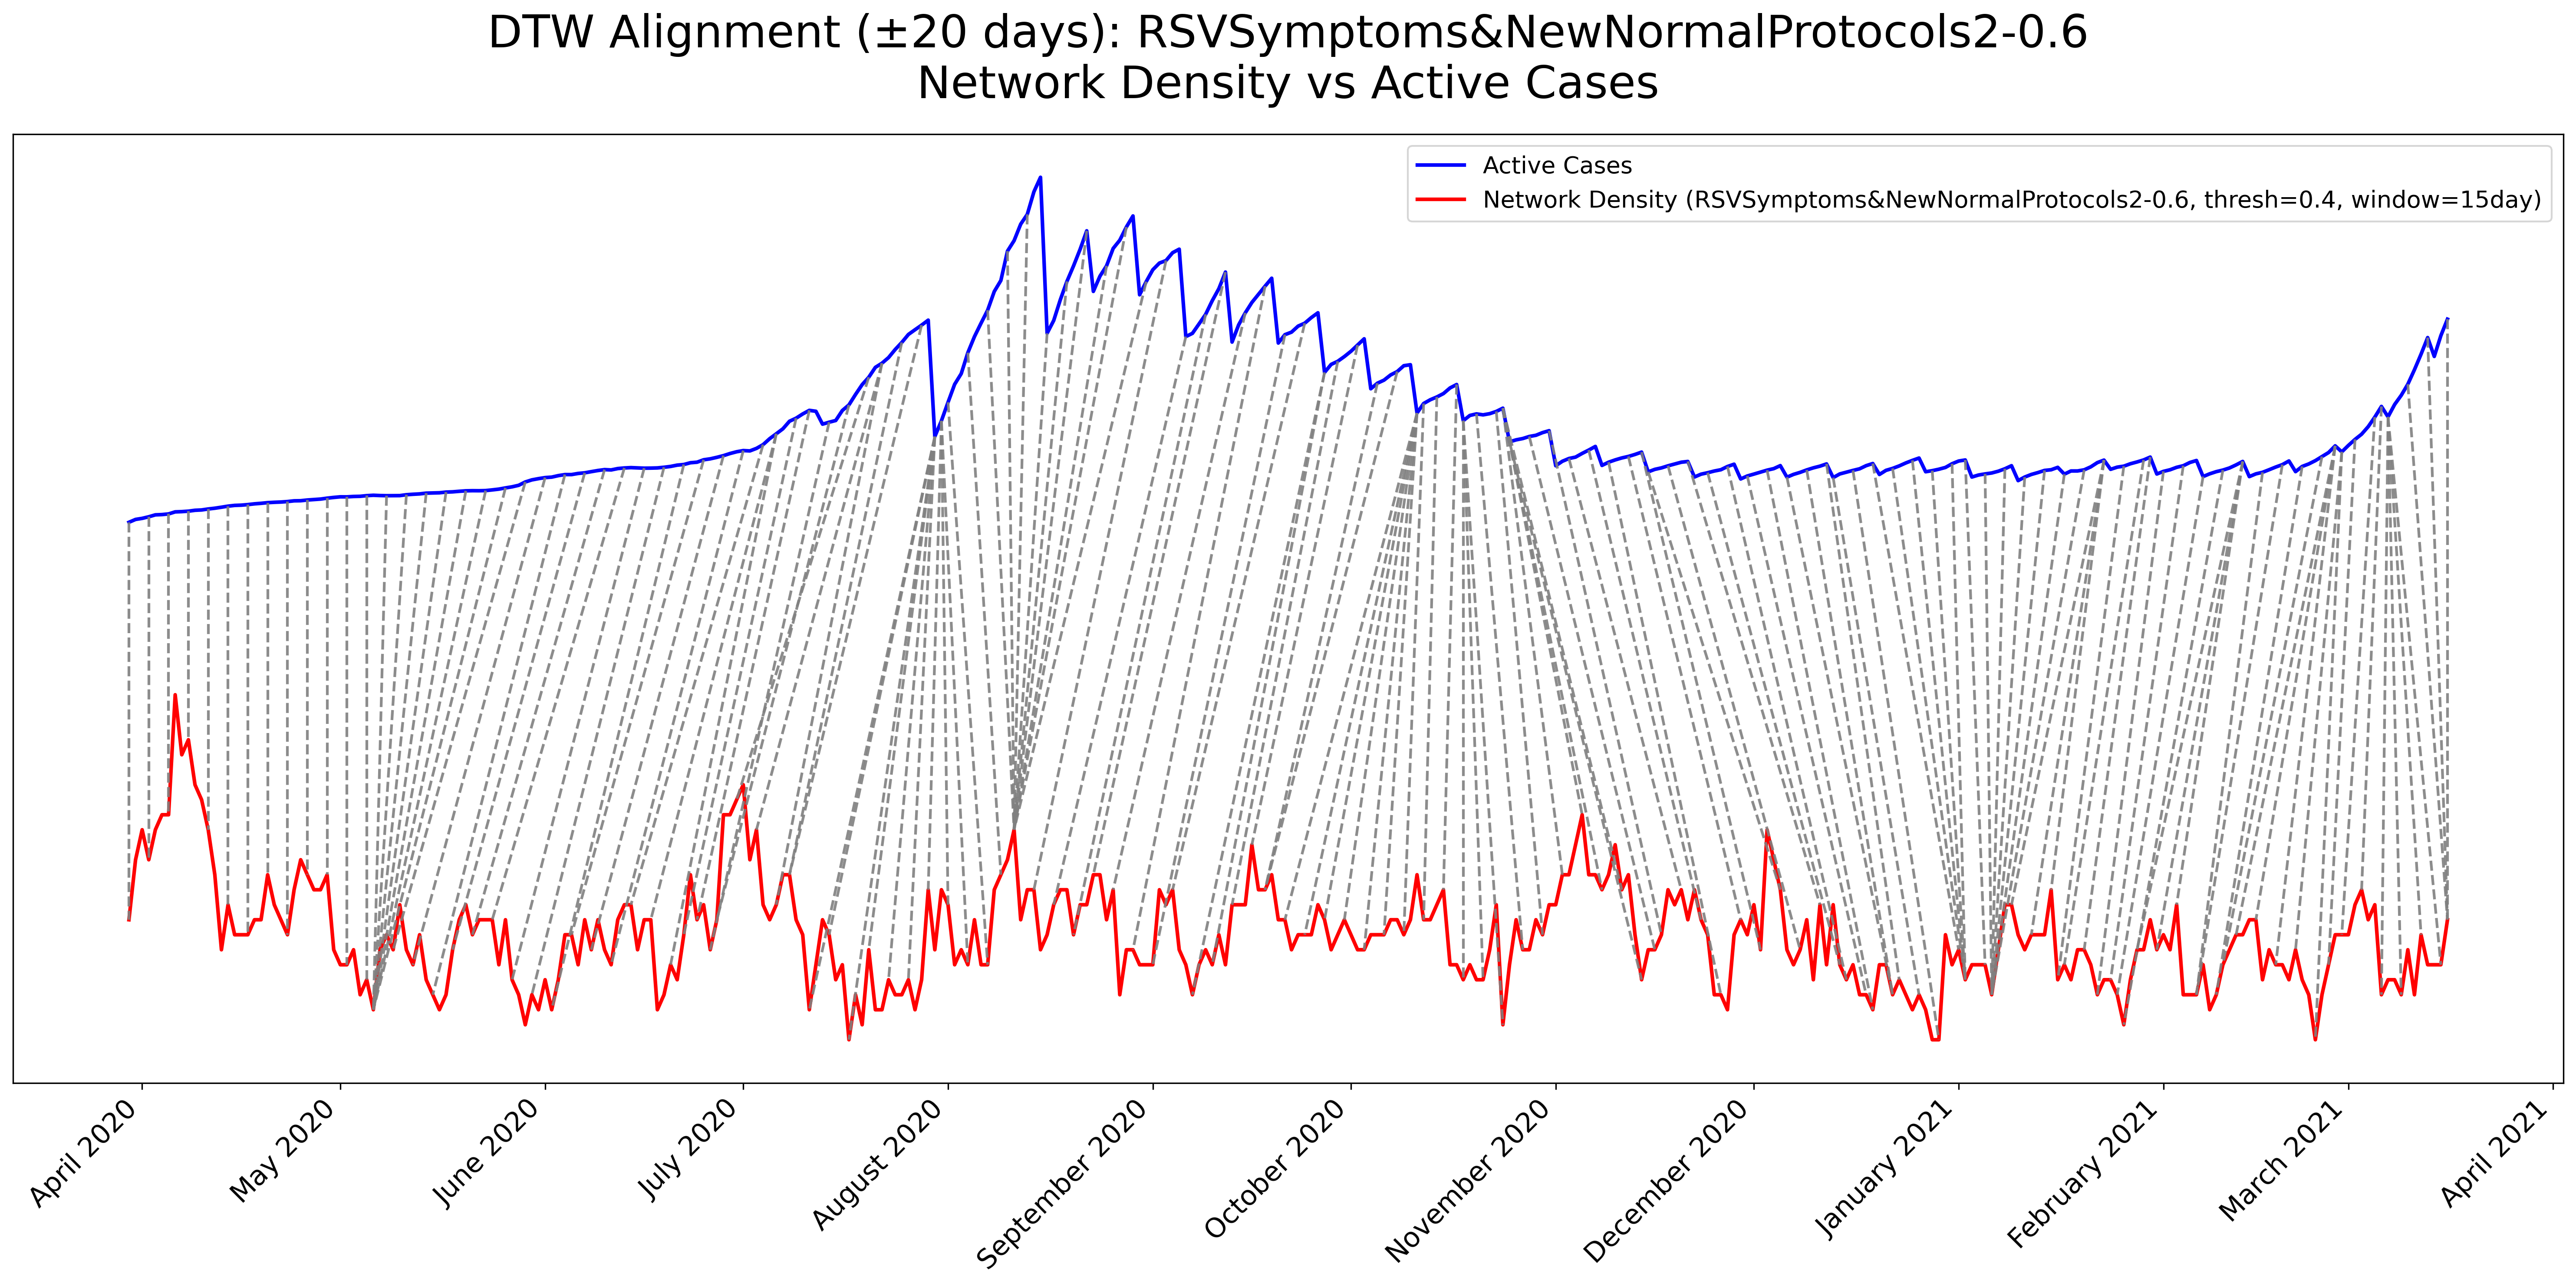 DTW Alignment (±20 days): RSVSymptoms&NewNormalProtocols2-0.6
Network Density vs Active Cases
Active Cases
Network Density (RSVSymptoms&NewNormalProtocols2-0.6, thresh=0.4, window=15day)
April 2020
May 2020
June 2020
July 2020
August 2020
September 2020
October 2020
November 2020
December 2020
January 2021
February 2021
March 2021
April 2021